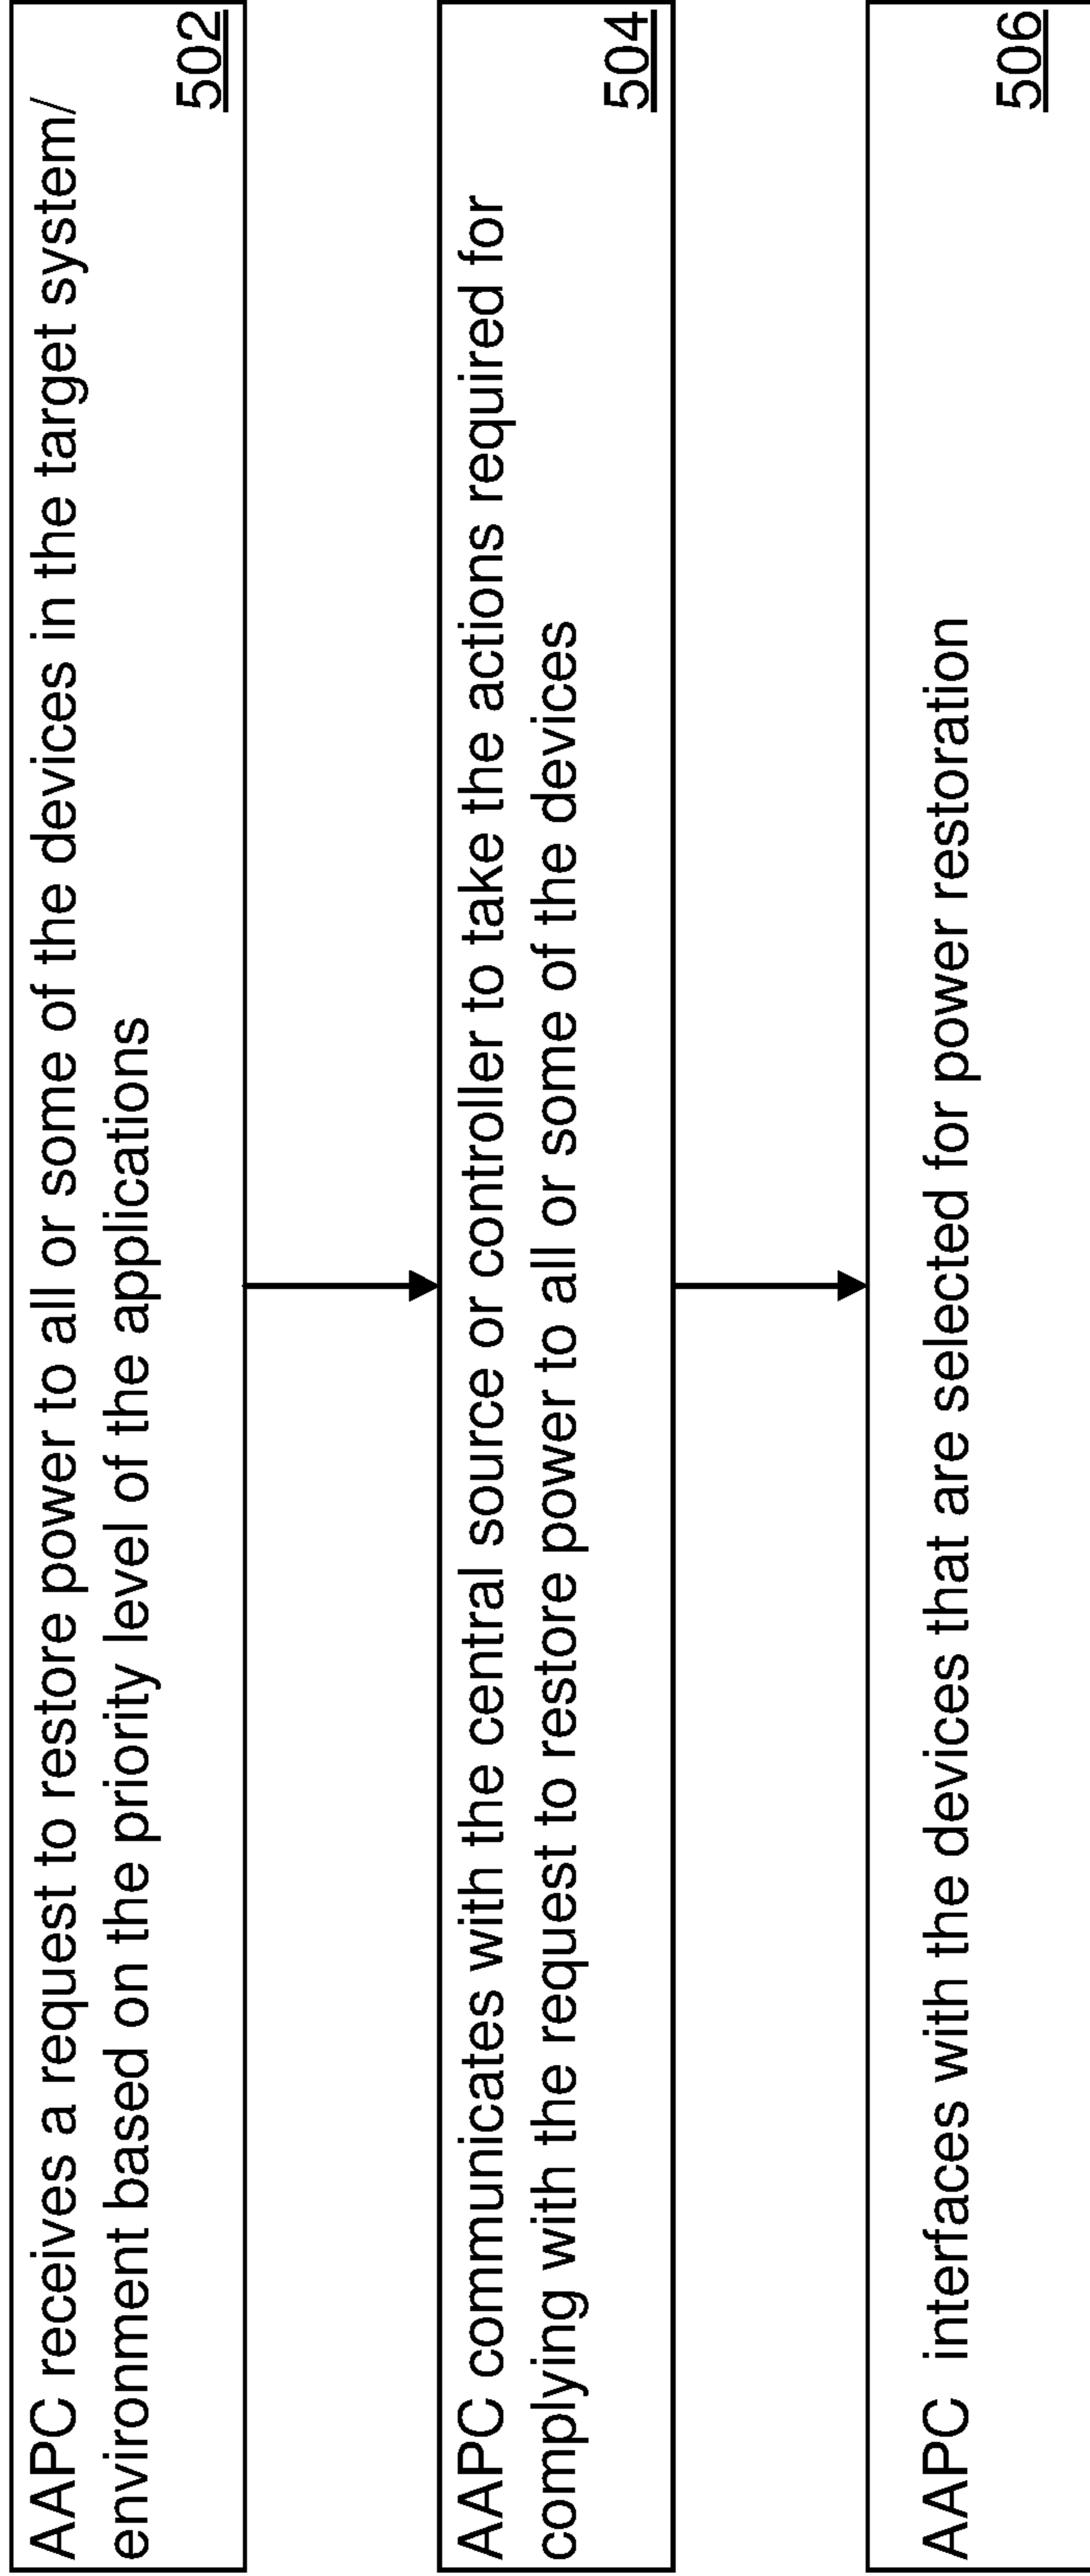 AAPC receives a request to restore power to all or some of the devices in the target system/
environment based on the priority level of the applications
502
AAPC communicates with the central source or controller to take the actions required for
complying with the request to restore power to all or some of the devices
504
AAPC interfaces with the devices that are selected for power restoration
506